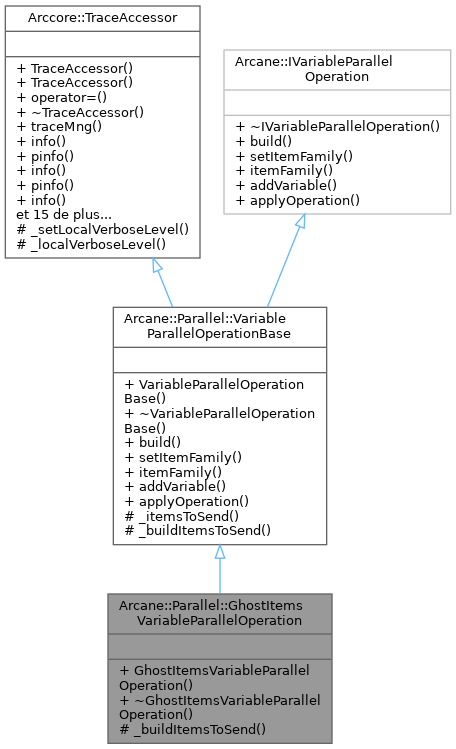 Arccore::TraceAccessor
+ TraceAccessor()
+ TraceAccessor()
+ operator=()
+ ~TraceAccessor()
+ traceMng()
+ info()
+ pinfo()
+ info()
+ pinfo()
+ info()
et 15 de plus...
# _setLocalVerboseLevel()
# _localVerboseLevel()
Arcane::IVariableParallel
Operation
+ ~IVariableParallelOperation()
+ build()
+ setItemFamily()
+ itemFamily()
+ addVariable()
+ applyOperation()
Arcane::Parallel::Variable
ParallelOperationBase
+ VariableParallelOperation
Base()
+ ~VariableParallelOperation
Base()
+ build()
+ setItemFamily()
+ itemFamily()
+ addVariable()
+ applyOperation()
# _itemsToSend()
# _buildItemsToSend()
Arcane::Parallel::GhostItems
VariableParallelOperation
+ GhostItemsVariableParallel
Operation()
+ ~GhostItemsVariableParallel
Operation()
# _buildItemsToSend()